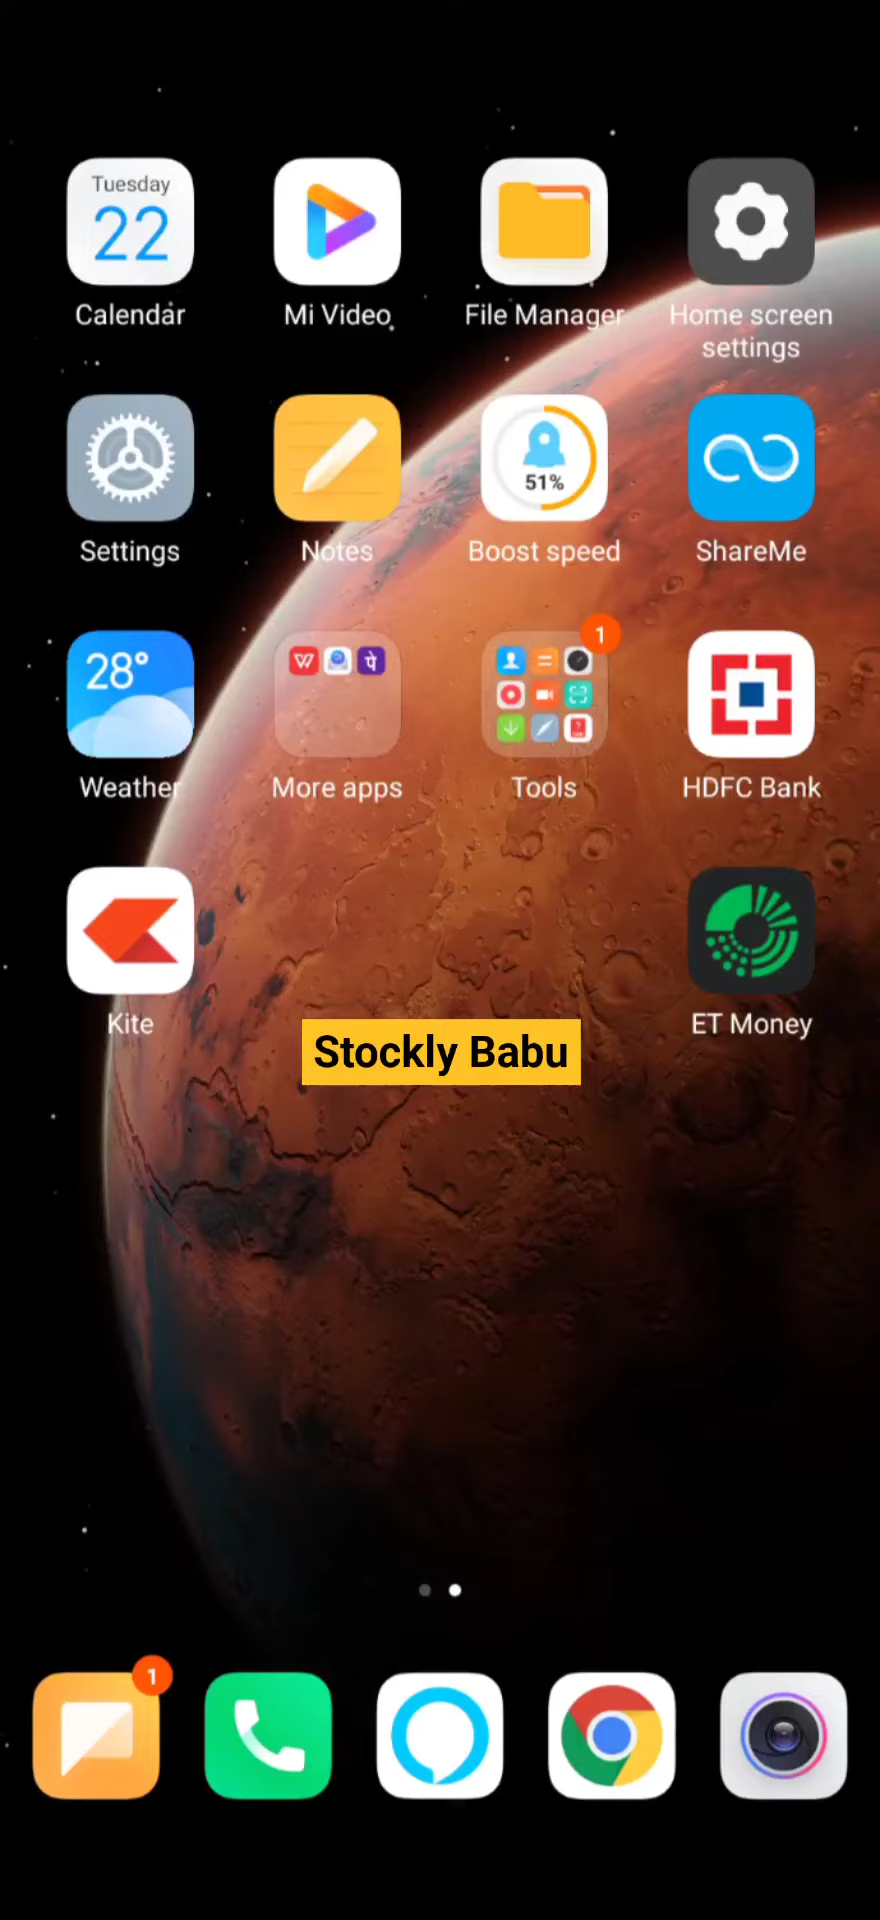 Tuesday
22
Calendar
Mi Video
File Manager
Home screen
settings
51%
Settings
Notes
Boost speed
ShareMe
28°
1
W
पे
Weather
More apps
Tools
HDFC Bank
Kite
ET Money
Stockly Babu
1